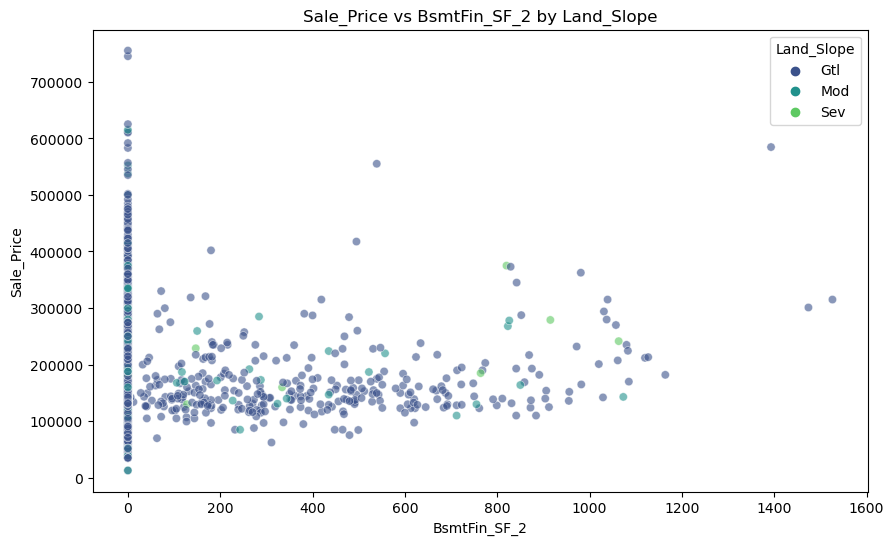 Sale_Price vs BsmtFin_SF_2 by Land_Slope
Land_Slope
Gtl
Mod
Sev
Sale_Price
700000
600000
500000
400000
300000
200000
100000
0
0 200 400 600 800 1000 1200 1400 1600
BsmtFin_SF_2